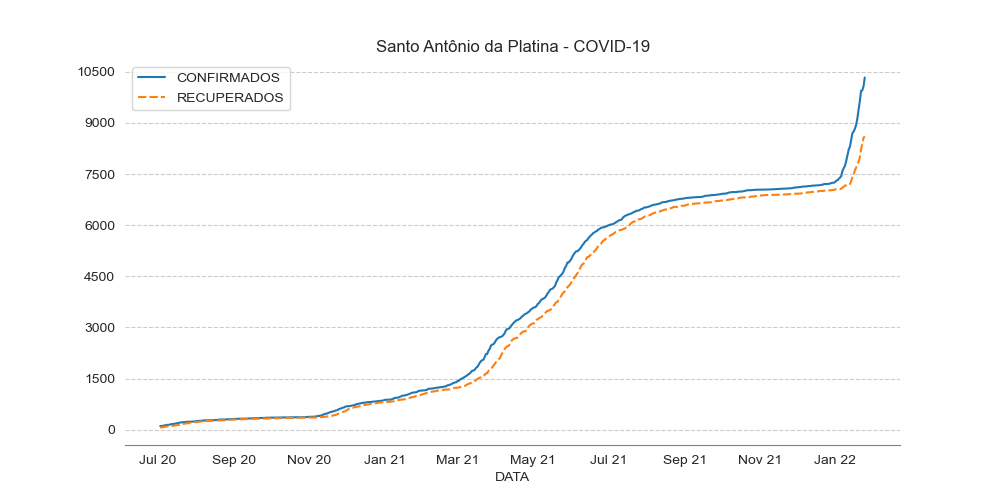 Santo Antônio da Platina - COVID-19
CONFIRMADOS
RECUPERADOS
10500
9000
7500
6000
4500
3000
1500
0
Jul 20 Sep 20 Nov 20 Jan 21 Mar 21 May 21 Jul 21 Sep 21 Nov 21 Jan 22
DATA